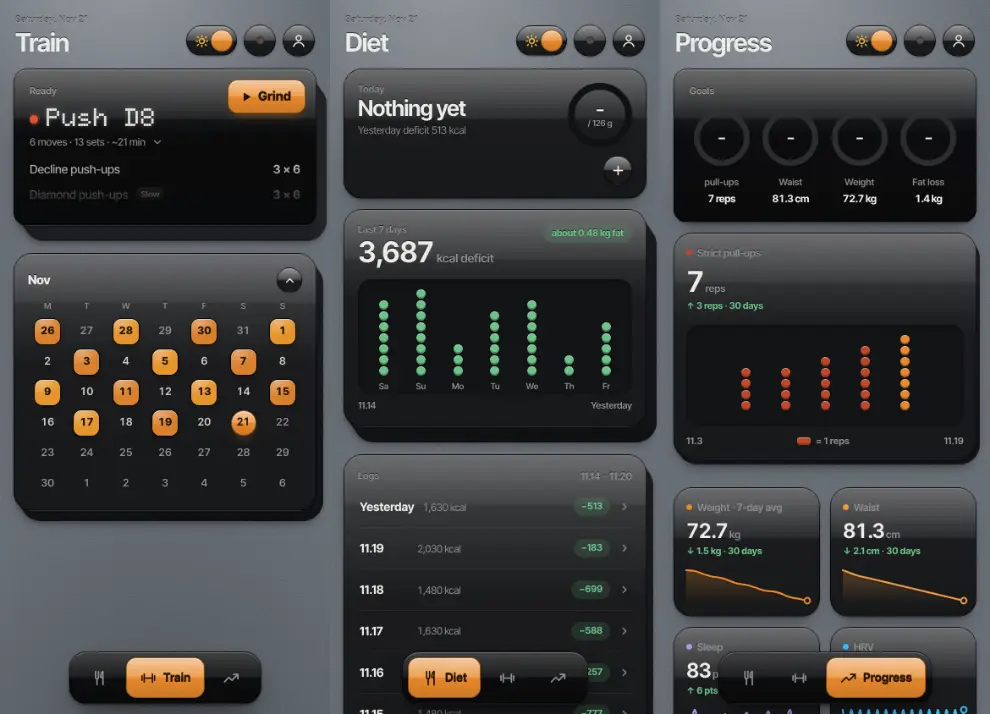 Saturday, Nov 21
Train
Ready
Push D8
Grind
6 moves · 13 sets · ~21 min
Decline push-ups 3 × 6
Diamond push-ups Slow 3 × 6
Nov
M T W T F S S
26 27 28 29 30 31 1
2 3 4 5 6 7 8
9 10 11 12 13 14 15
16 17 18 19 20 21 22
23 24 25 26 27 28 29
30 1 2 3 4 5 6
Train
Saturday, Nov 21
Diet
Today
Nothing yet
Yesterday deficit 513 kcal
-
/ 126 g
Last 7 days
about 0.48 kg fat
3,687 kcal deficit
Sa Su Mo Tu We Th Fr
11.14 Yesterday
Logs 11.14 – 11.20
Yesterday 1,630 kcal −513
11.19 2,030 kcal −183
11.18 1,480 kcal −699
11.17 1,630 kcal −588
11.16 257
11.15 1,480 kcal −777
Diet
Saturday, Nov 21
Progress
Goals
- - - -
pull-ups Waist Weight Fat loss
7 reps 81.3 cm 72.7 kg 1.4 kg
Strict pull-ups
7 reps
↑ 3 reps · 30 days
11.3 = 1 reps 11.19
Weight · 7-day avg
72.7 kg
↓ 1.5 kg · 30 days
Waist
81.3 cm
↓ 2.1 cm · 30 days
Sleep
83
↑ 6 pts
HRV
Progress